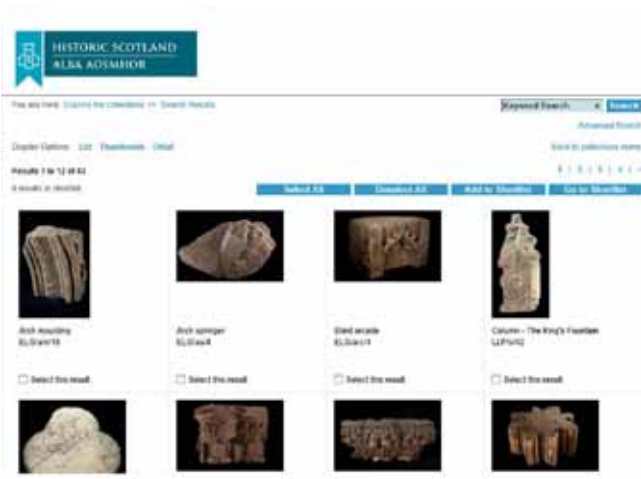 HISTORIC SCOTLAND
ALBA AOSMHOR
You are here: Explore the collections >> Search Results
Keyword Search Search
Advanced Search
Display Options: List Thumbnails Detail
Back to collections home
Results 1 to 12 of
results in shortlist
Select All Deselect All Add to Shortlist Go to Shortlist
Arch moulding
Arch springer
arcade
Column - The King's Fountain
Select this result
Select this result
Select this result
Select this result